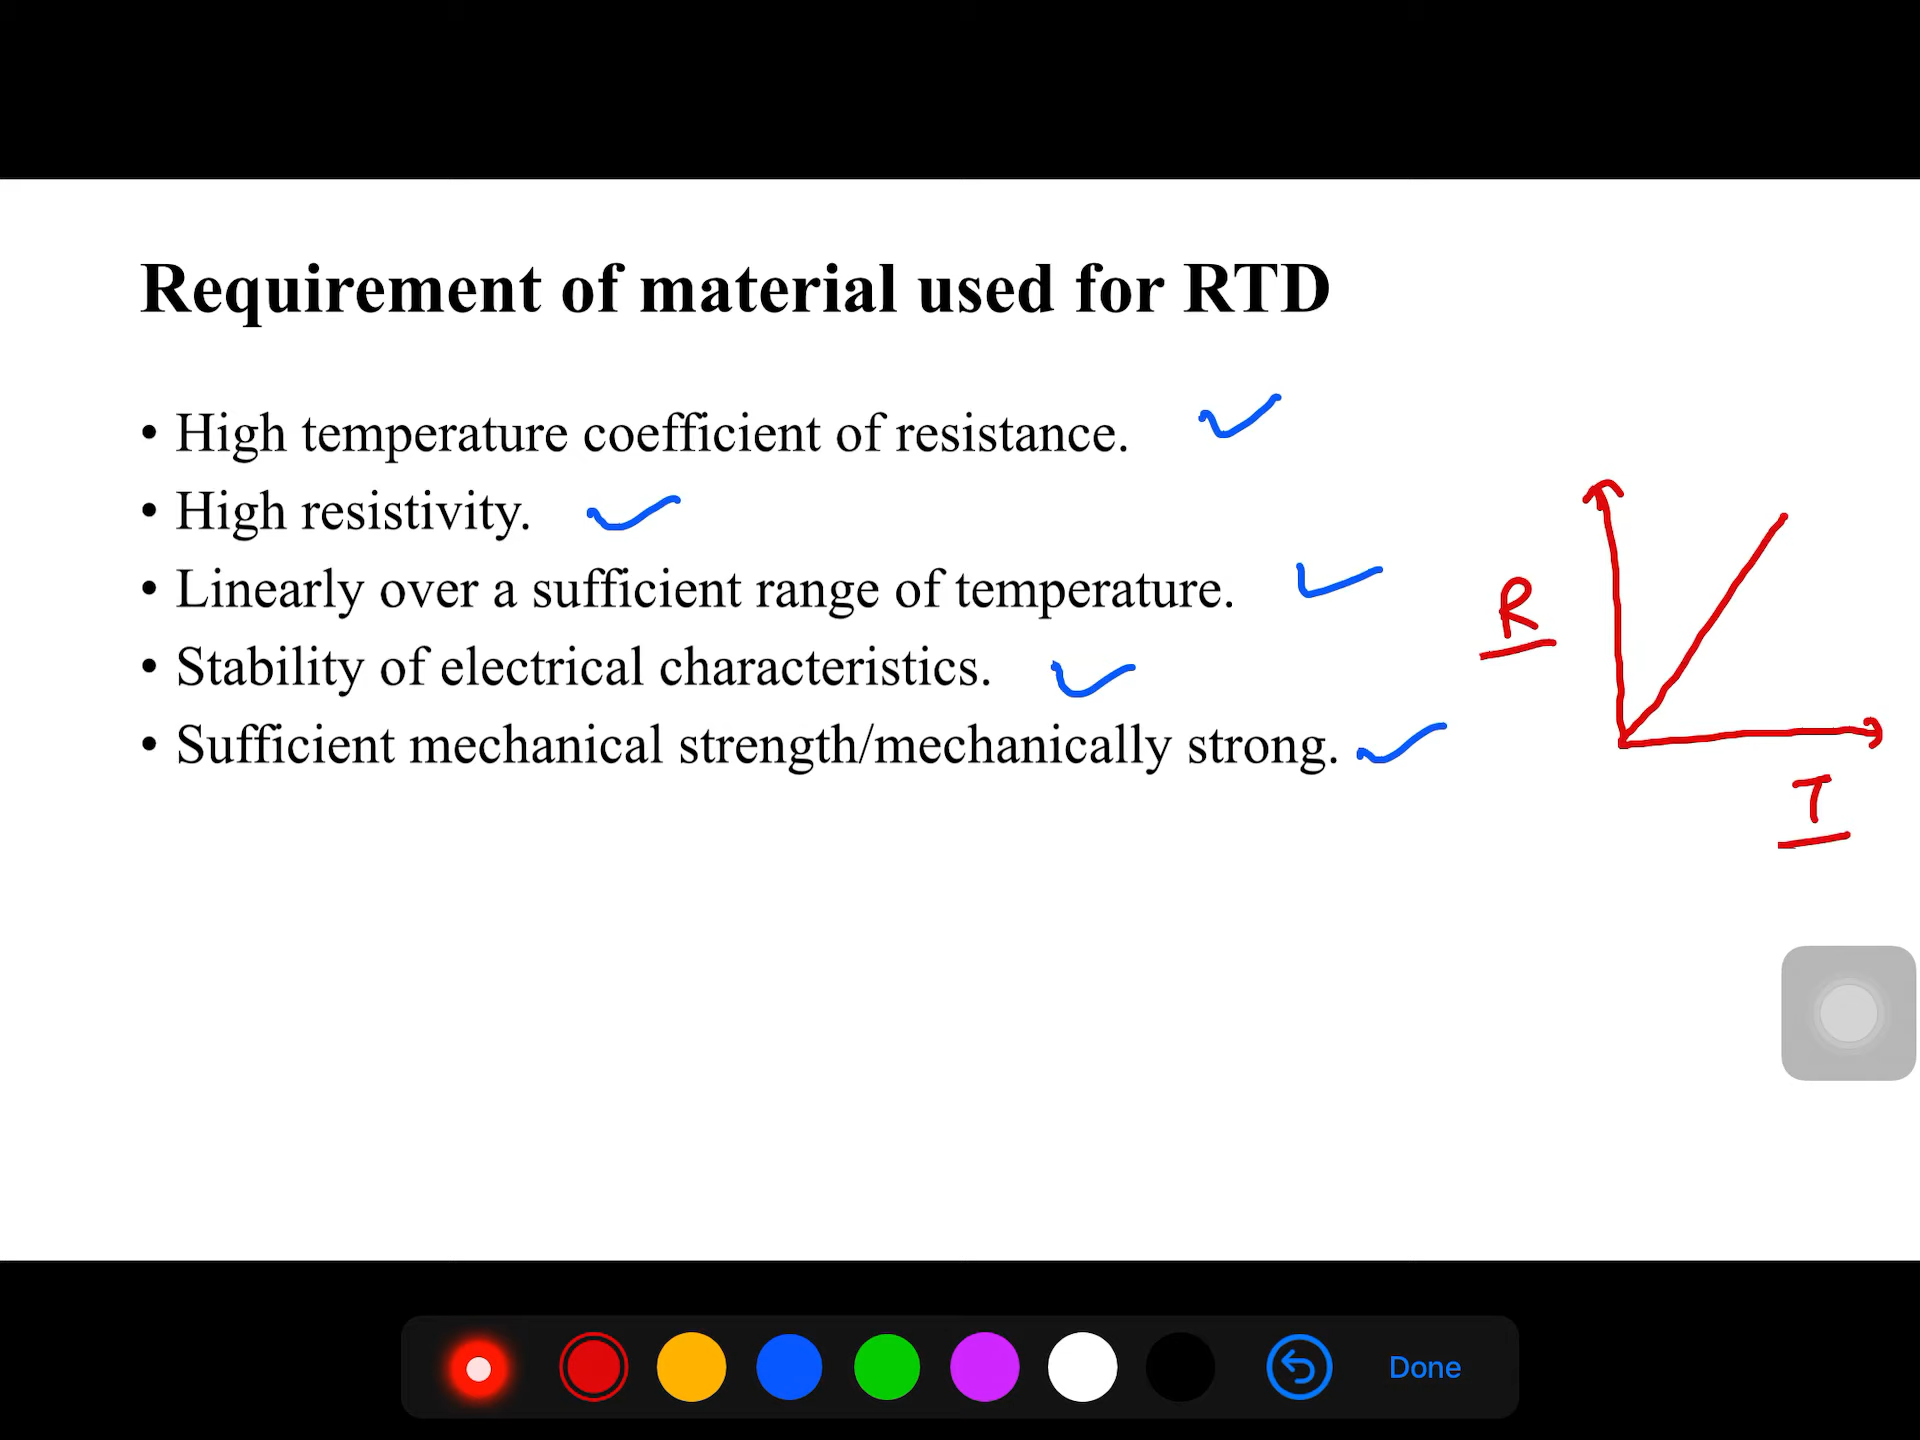 Requirement of material used for RTD
• High temperature coefficient of resistance.
• High resistivity.
• Linearly over a sufficient range of temperature.
• Stability of electrical characteristics.
• Sufficient mechanical strength/mechanically strong.
R
T
Done